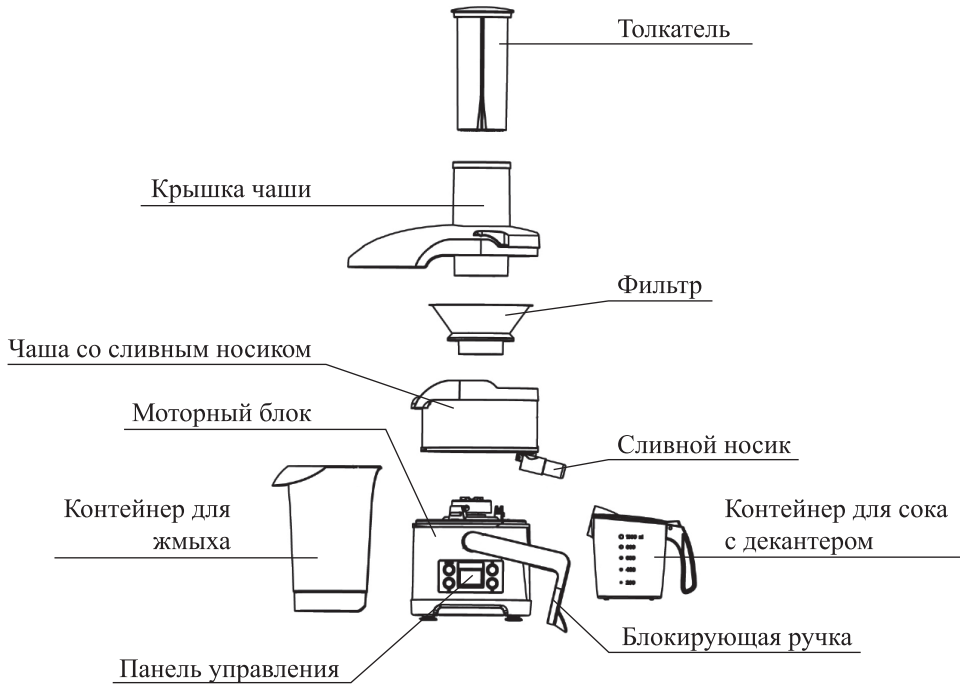 Толкатель
Крышка чаши
Фильтр
Чаша со сливным носиком
Моторный блок
Сливной носик
Контейнер для
жмыха
Контейнер для сока
с декантером
Блокирующая ручка
Панель управления